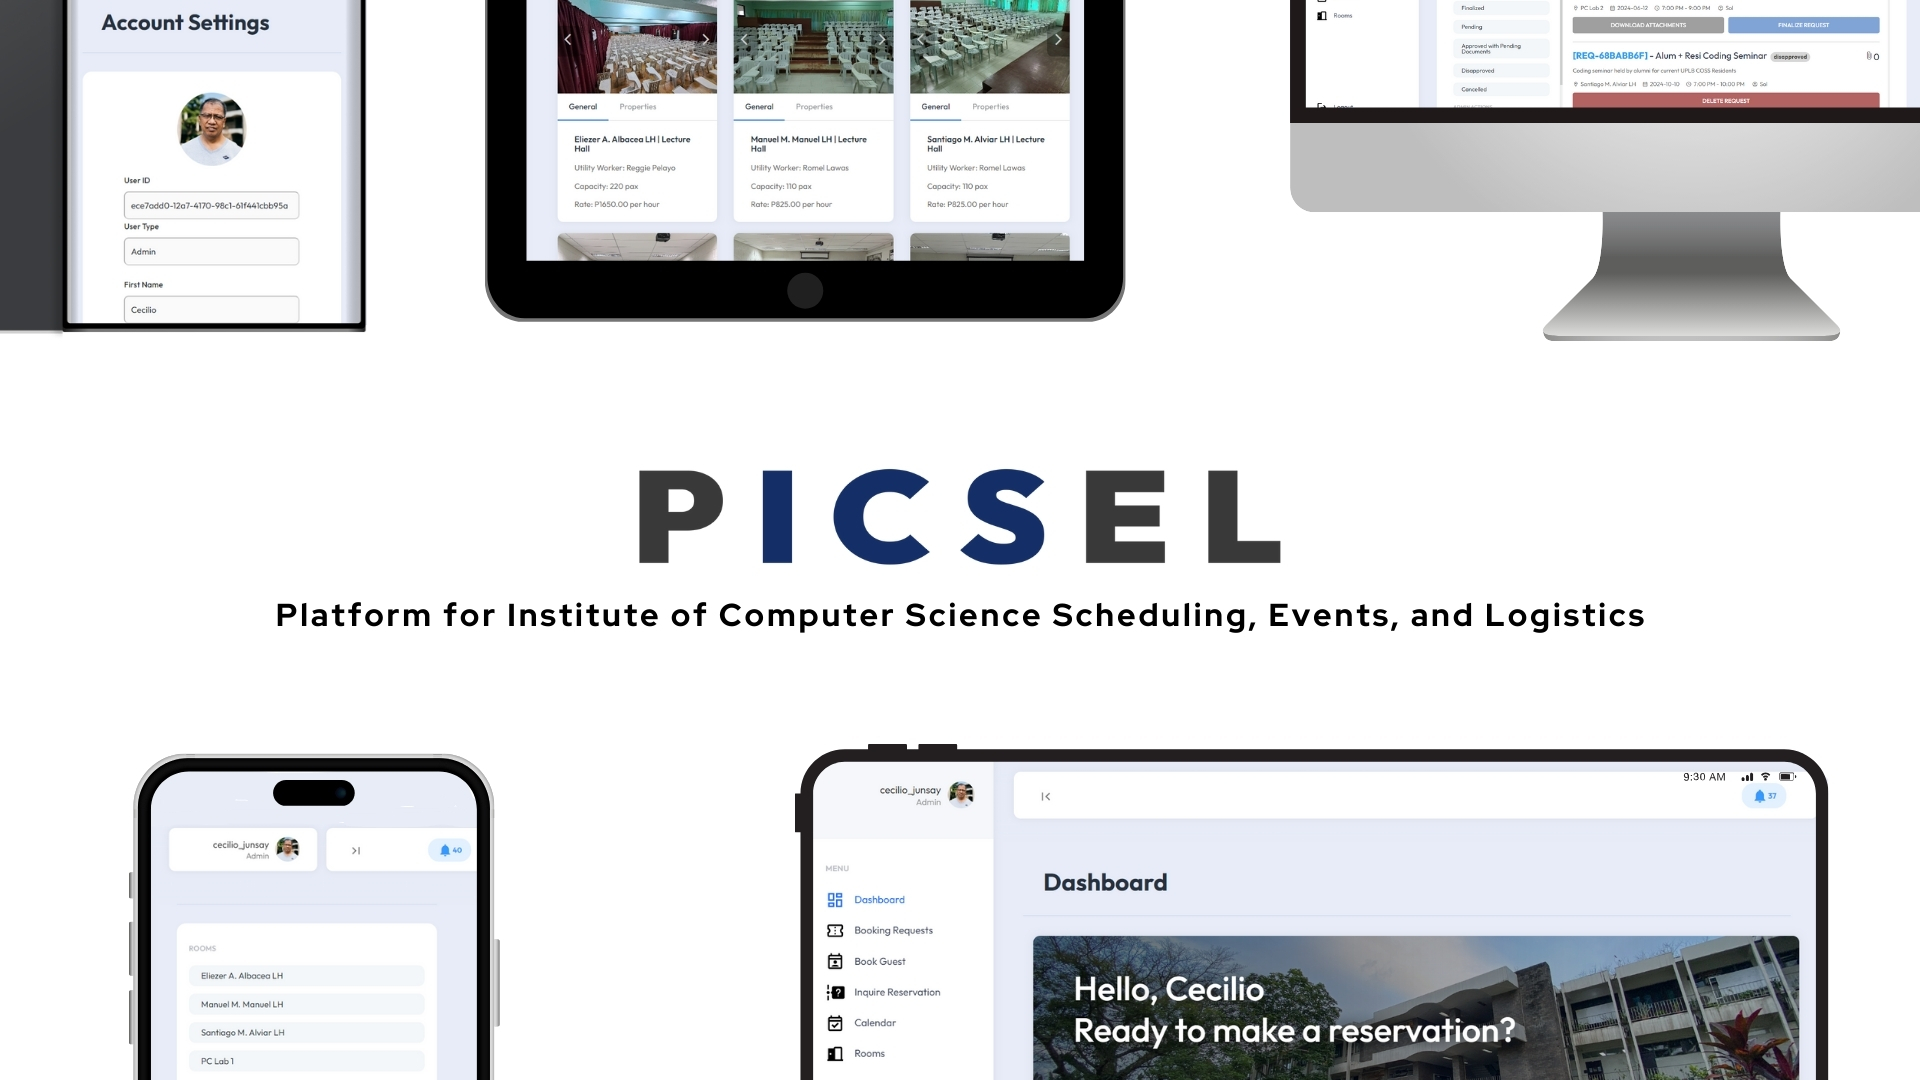 Account Settings
User ID
ece7add0-12a7-4170-98c1-61f441cbb95a
User Type
Admin
First Name
Cecilio
General
Properties
Eliezer A. Albacea LH | Lecture
Hall
Utility Worker: Reggie Pelayo
Capacity: 220 pax
Rate: P1650.00 per hour
General
Properties
Manuel M. Manuel LH | Lecture
Hall
Utility Worker: Romel Lawas
Capacity: 110 pax
Rate: P825.00 per hour
General
Properties
Santiago M. Alviar LH | Lecture
Hall
Utility Worker: Romel Lawas
Capacity: 110 pax
Rate: P825.00 per hour
Rooms
Finalized
Pending
Approved with Pending
Documents
Disapproved
Cancelled
PC Lab 2 2024-06-12 7:00 PM - 9:00 PM Sol
DOWNLOAD ATTACHMENTS
FINALIZE REQUEST
[REQ-68BABB6F] - Alum + Resi Coding Seminar disapproved 0
Coding seminar held by alumni for current UPLB COSS Residents
Santiago M. Alviar LH 2024-10-10 7:00 PM - 10:00 PM Sol
DELETE REQUEST
PICSEL
Platform for Institute of Computer Science Scheduling, Events, and Logistics
cecilio_junsay
Admin
40
ROOMS
Eliezer A. Albacea LH
Manuel M. Manuel LH
Santiago M. Alviar LH
PC Lab 1
cecilio_junsay
Admin
9:30 AM
37
MENU
Dashboard
Booking Requests
Book Guest
Inquire Reservation
Calendar
Rooms
Dashboard
Hello, Cecilio
Ready to make a reservation?